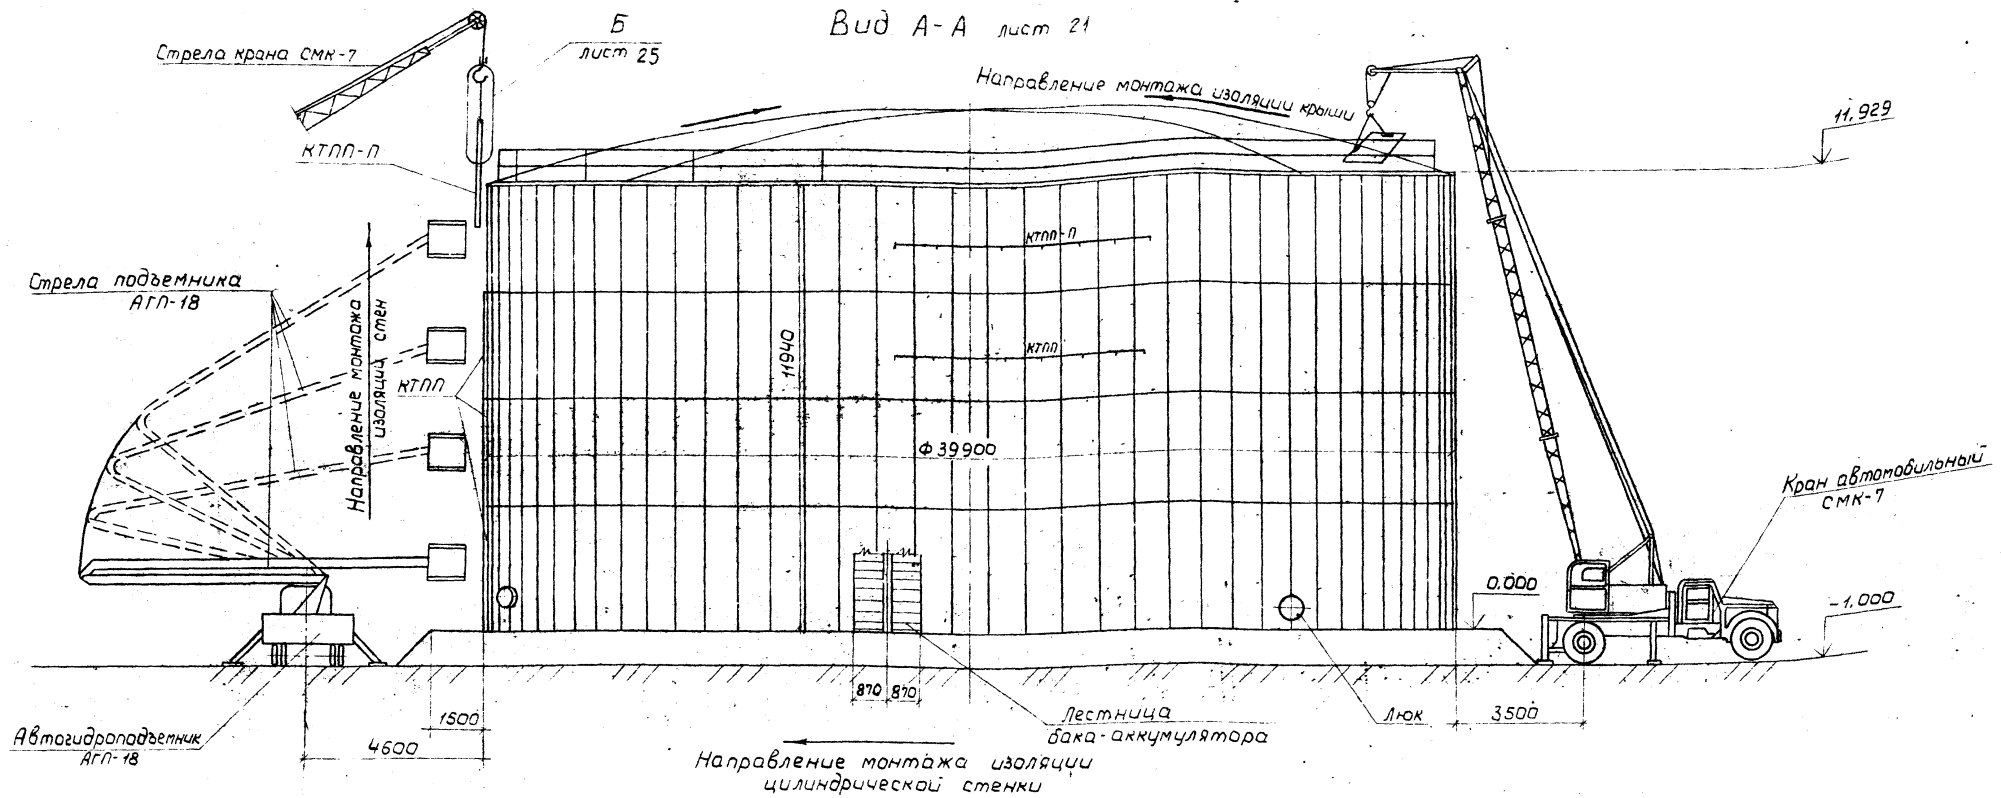 Вид А-А лист 21
Б
лист 25
Стрела крана СМК-7
Направление монтажа изоляции крыши
11,929
КТПП-П
КТПП-П
Стрела подъемника
АГП-18
Направление монтажа
изоляции стен
КТПП
КТПП
11940
Ф 39900
Кран автомобильный
СМК-7
0,000
-1,000
870 870
1500
4600
3500
Автогидроподъемник
АГП-18
Лестница
бака-аккумулятора
Люк
Направление монтажа изоляции
цилиндрической стенки